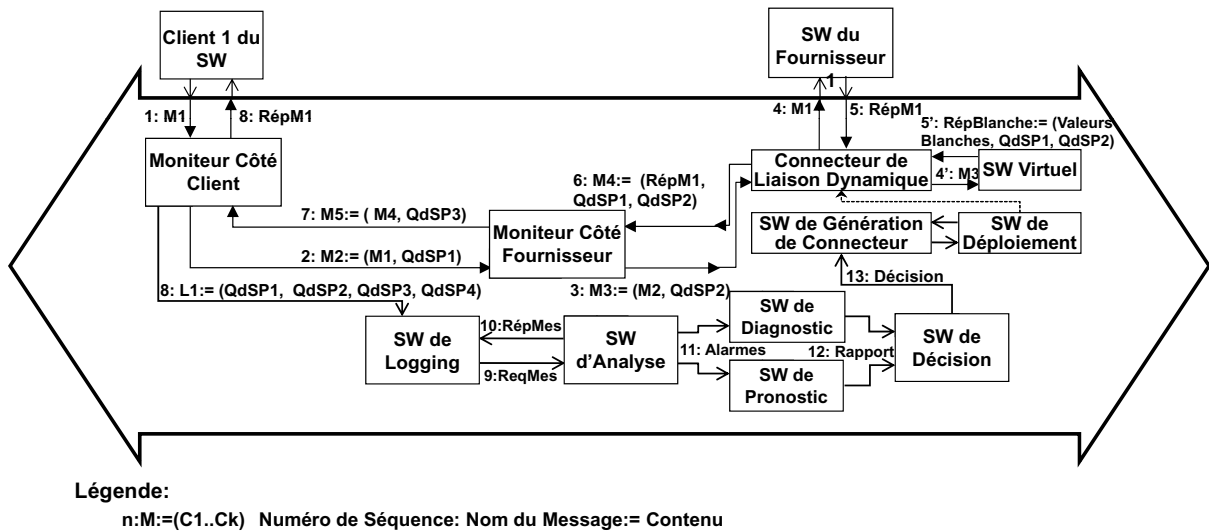 Client 1 du
SW
SW du
Fournisseur
1
1: M1
8: RépM1
4: M1
5: RépM1
5’: RépBlanche:= (Valeurs
Blanches, QdSP1, QdSP2)
Moniteur Côté
Client
Connecteur de
Liaison Dynamique
4’: M3
SW Virtuel
6: M4:= (RépM1,
QdSP1, QdSP2)
7: M5:= ( M4, QdSP3)
Moniteur Côté
Fournisseur
SW de Génération
de Connecteur
SW de
Déploiement
2: M2:= (M1, QdSP1)
13: Décision
8: L1:= (QdSP1, QdSP2, QdSP3, QdSP4)
3: M3:= (M2, QdSP2)
SW de
Logging
10:RépMes
9:ReqMes
SW
d’Analyse
11: Alarmes
SW de
Diagnostic
SW de
Pronostic
12: Rapport
SW de
Décision
Légende:
n:M:=(C1..Ck) Numéro de Séquence: Nom du Message:= Contenu